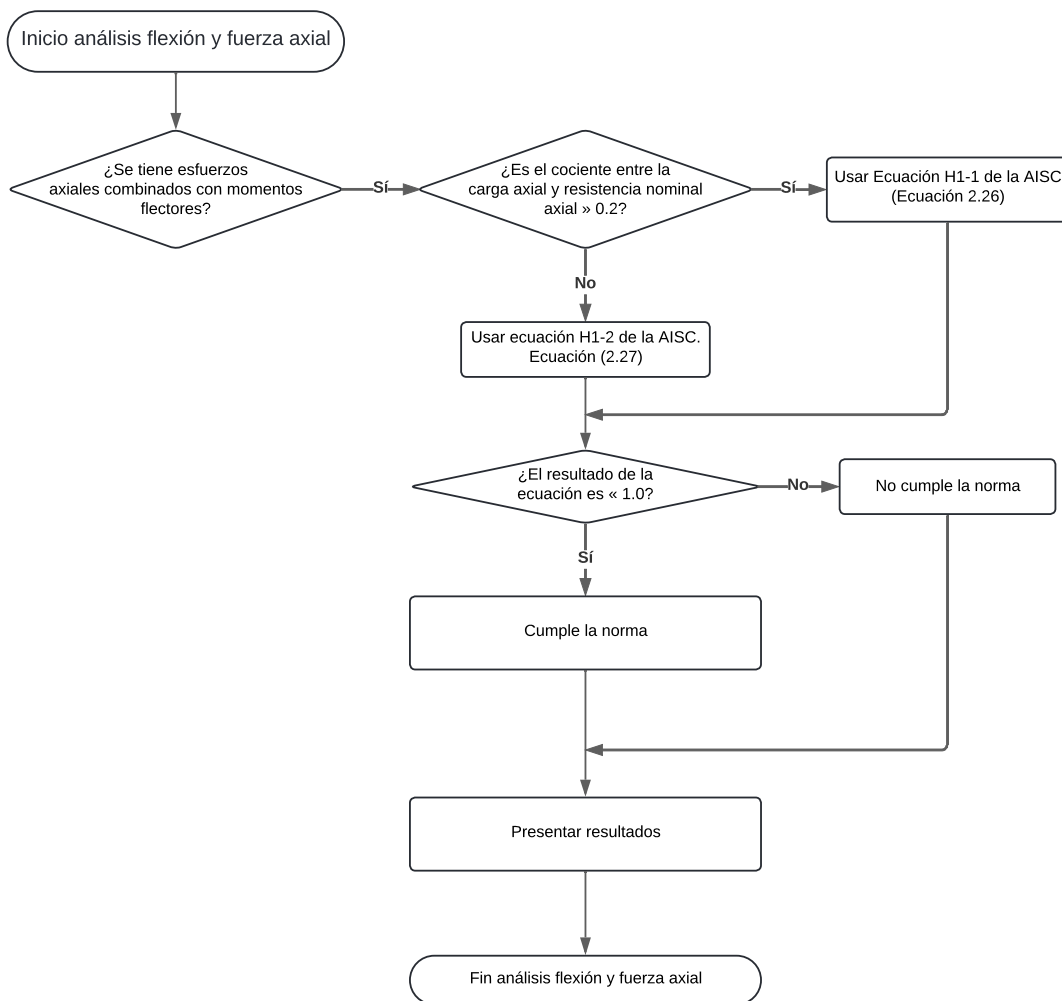 Inicio análisis flexión y fuerza axial
¿Se tiene esfuerzos
axiales combinados con momentos
flectores?
Sí
¿Es el cociente entre la
carga axial y resistencia nominal
axial » 0.2?
Sí
Usar Ecuación H1-1 de la AISC
(Ecuación 2.26)
No
Usar ecuación H1-2 de la AISC.
Ecuación (2.27)
¿El resultado de la
ecuación es « 1.0?
No
No cumple la norma
Sí
Cumple la norma
Presentar resultados
Fin análisis flexión y fuerza axial